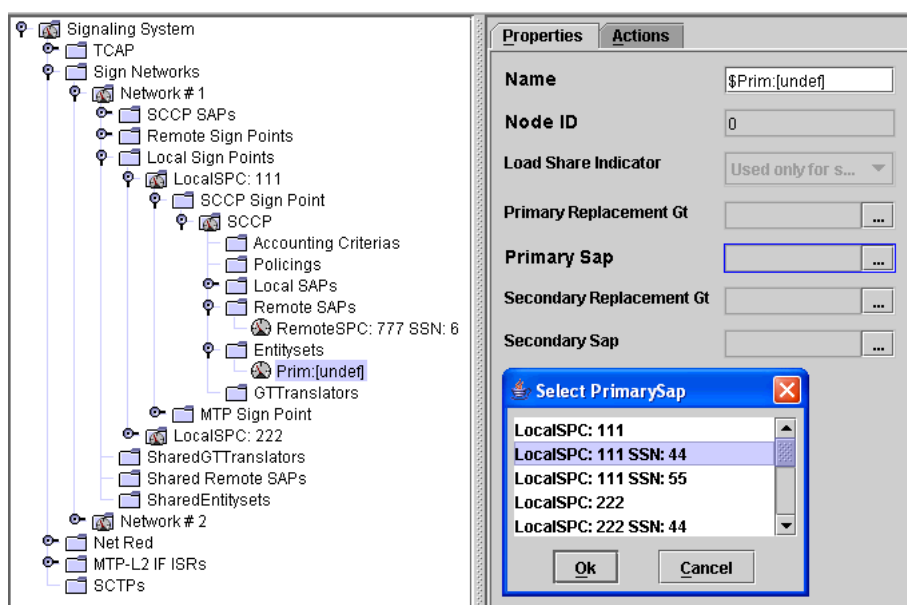 Signaling System
TCAP
Sign Networks
Network # 1
SCCP SAPs
Remote Sign Points
Local Sign Points
LocalSPC: 111
SCCP Sign Point
SCCP
Accounting Criterias
Policings
Local SAPs
Remote SAPs
RemoteSPC: 777 SSN: 6
Entitysets
Prim:[undef]
GTTranslators
MTP Sign Point
LocalSPC: 222
SharedGTTranslators
Shared Remote SAPs
SharedEntitysets
Network # 2
Net Red
MTP-L2 IF ISRs
SCTPs
Properties Actions
Name $Prim:[undef]
Node ID 0
Load Share Indicator Used only for s...
Primary Replacement Gt ...
Primary Sap ...
Secondary Replacement Gt ...
Secondary Sap ...
Select PrimarySap
LocalSPC: 111
LocalSPC: 111 SSN: 44
LocalSPC: 111 SSN: 55
LocalSPC: 222
LocalSPC: 222 SSN: 44
Ok Cancel